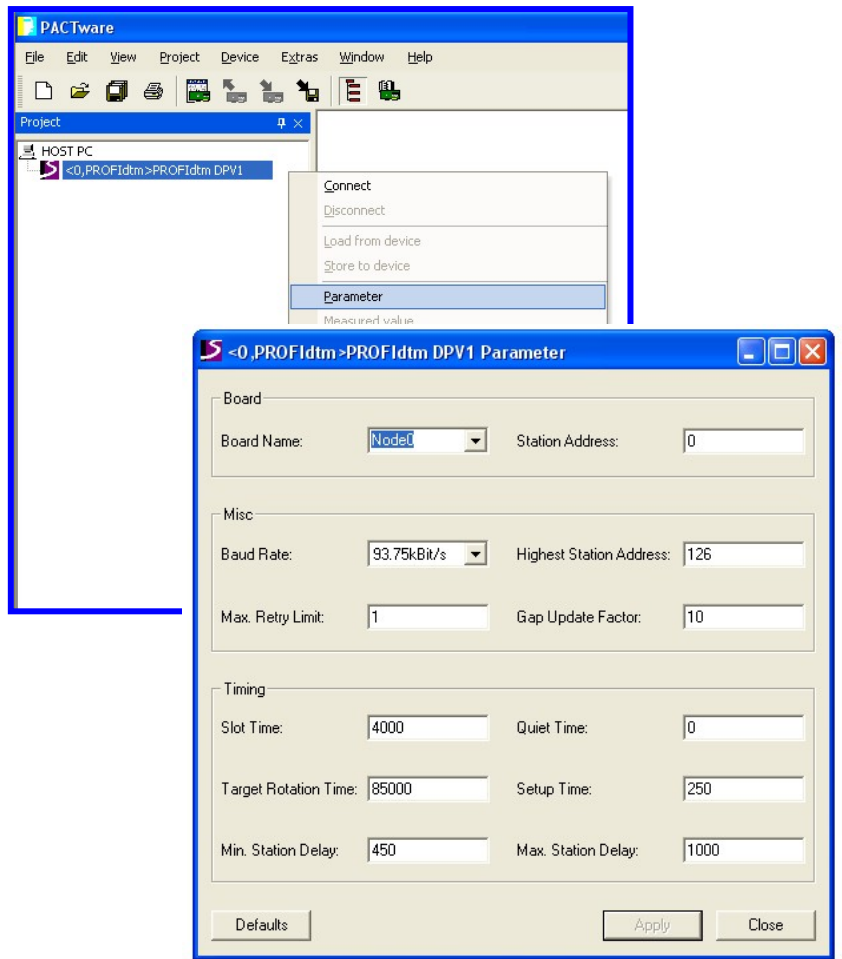 PACTware
File Edit View Project Device Extras Window Help
Project
HOST PC
<0,PROFIdtm>PROFIdtm DPV1
Connect
Disconnect
Load from device
Store to device
Parameter
Measured value
<0,PROFIdtm>PROFIdtm DPV1 Parameter
Board
Board Name: Node0 Station Address: 0
Misc
Baud Rate: 93.75kBit/s Highest Station Address: 126
Max. Retry Limit: 1 Gap Update Factor: 10
Timing
Slot Time: 4000 Quiet Time: 0
Target Rotation Time: 85000 Setup Time: 250
Min. Station Delay: 450 Max. Station Delay: 1000
Defaults Apply Close